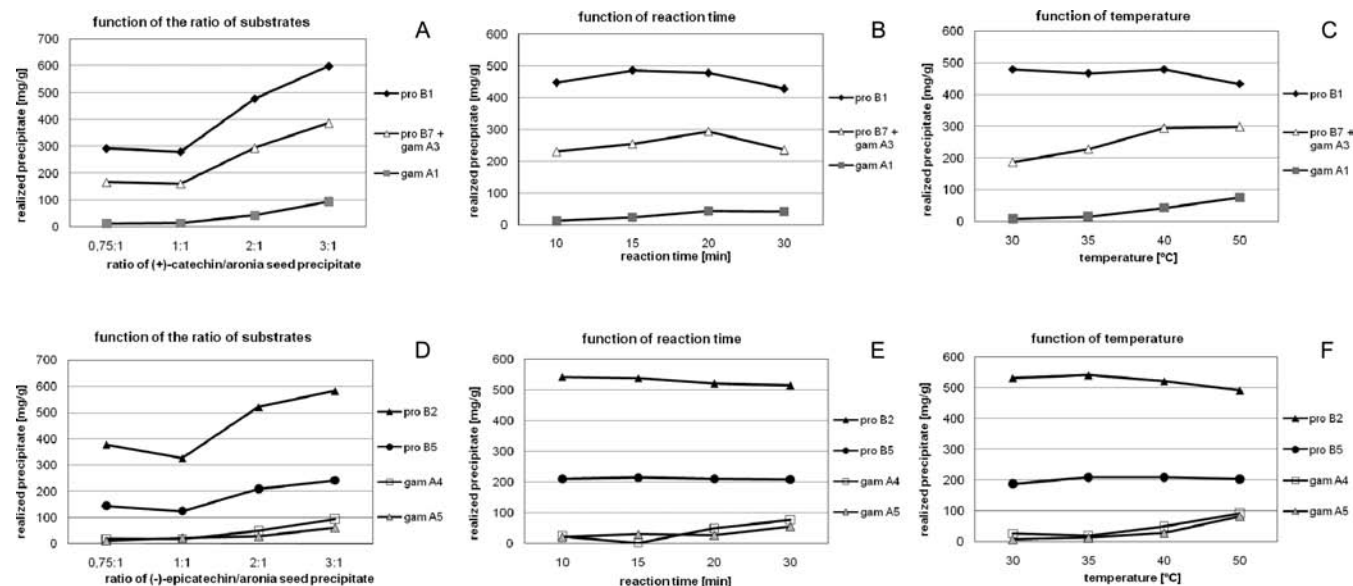 function of the ratio of substrates
A
realized precipitate [mg/g]
700
600
500
400
300
200
100
0
0,75:1 1:1 2:1 3:1
ratio of (+)-catechin/aronia seed precipitate
pro B1
pro B7 +
gam A3
gam A1
function of reaction time
B
realized precipitate [mg/g]
600
500
400
300
200
100
0
10 15 20 30
reaction time [min]
pro B1
pro B7 +
gam A3
gam A1
function of temperature
C
realized precipitate [mg/g]
600
500
400
300
200
100
0
30 35 40 50
temperature [°C]
pro B1
pro B7 +
gam A3
gam A1
function of the ratio of substrates
D
realized precipitate [mg/g]
700
600
500
400
300
200
100
0
0,75:1 1:1 2:1 3:1
ratio of (-)-epicatechin/aronia seed precipitate
pro B2
pro B5
gam A4
gam A5
function of reaction time
E
realized precipitate [mg/g]
600
500
400
300
200
100
0
10 15 20 30
reaction time [min]
pro B2
pro B5
gam A4
gam A5
function of temperature
F
realized precipitate [mg/g]
600
500
400
300
200
100
0
30 35 40 50
temperature [°C]
pro B2
pro B5
gam A4
gam A5